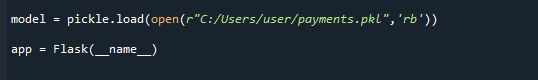 model = pickle.load(open(r"C:/Users/user/payments.pkl",'rb'))
app = Flask(__name__)